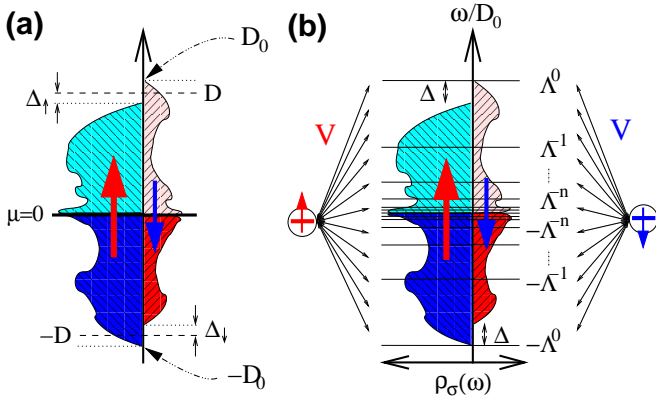 (a)
D₀
D
Δ↑
μ=0
−D
Δ↓
−D₀
(b)
ω/D₀
Λ⁰
Δ
V
V
Λ⁻¹
Λ⁻ⁿ
−Λ⁻ⁿ
−Λ⁻¹
Δ
−Λ⁰
ρσ(ω)